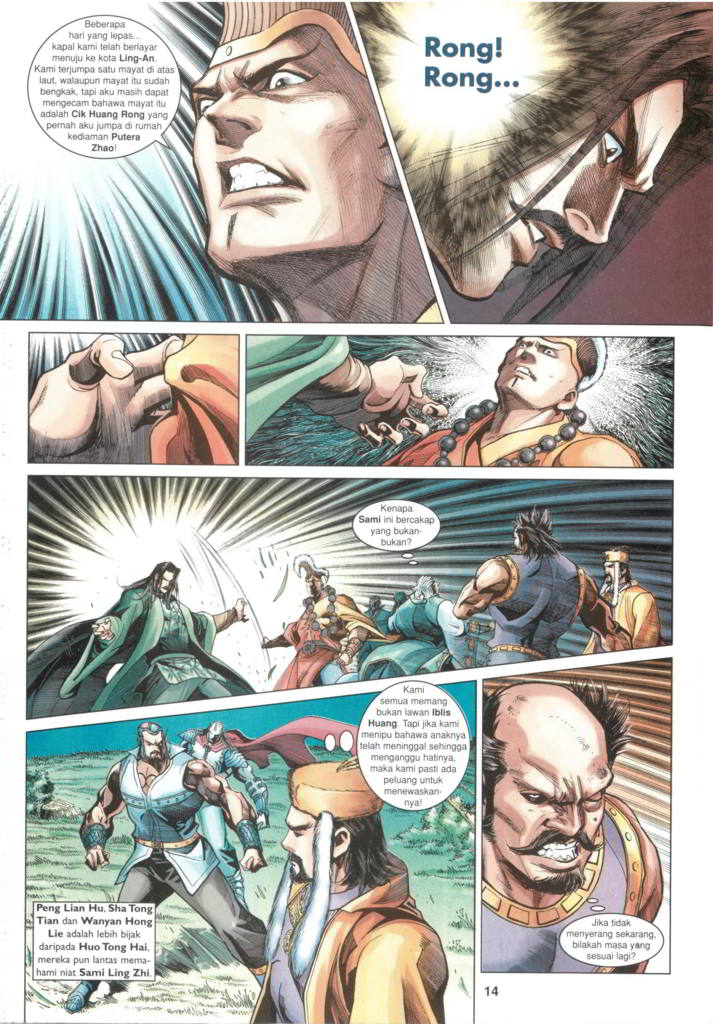 Beberapa
hari yang lepas...
kapal kami telah berlayar
menuju ke kota Ling-An.
Kami terjumpa satu mayat di atas
laut, walaupun mayat itu sudah
bengkak, tapi aku masih dapat
mengecam bahawa mayat itu
adalah Cik Huang Rong yang
pernah aku jumpa di rumah
kediaman Putera
Zhao!
Rong!
Rong...
Kenapa
Sami ini bercakap
yang bukan-
bukan?
Kami
semua memang
bukan lawan Iblis
Huang. Tapi jika kami
menipu bahawa anaknya
telah meninggal sehingga
menganggu hatinya,
maka kami pasti ada
peluang untuk
menewaskan-
nya!
Peng Lian Hu, Sha Tong
Tian dan Wanyan Hong
Lie adalah lebih bijak
daripada Huo Tong Hai,
mereka pun lantas mema-
hami niat Sami Ling Zhi.
Jika tidak
menyerang sekarang,
bilakah masa yang
sesuai lagi?
14